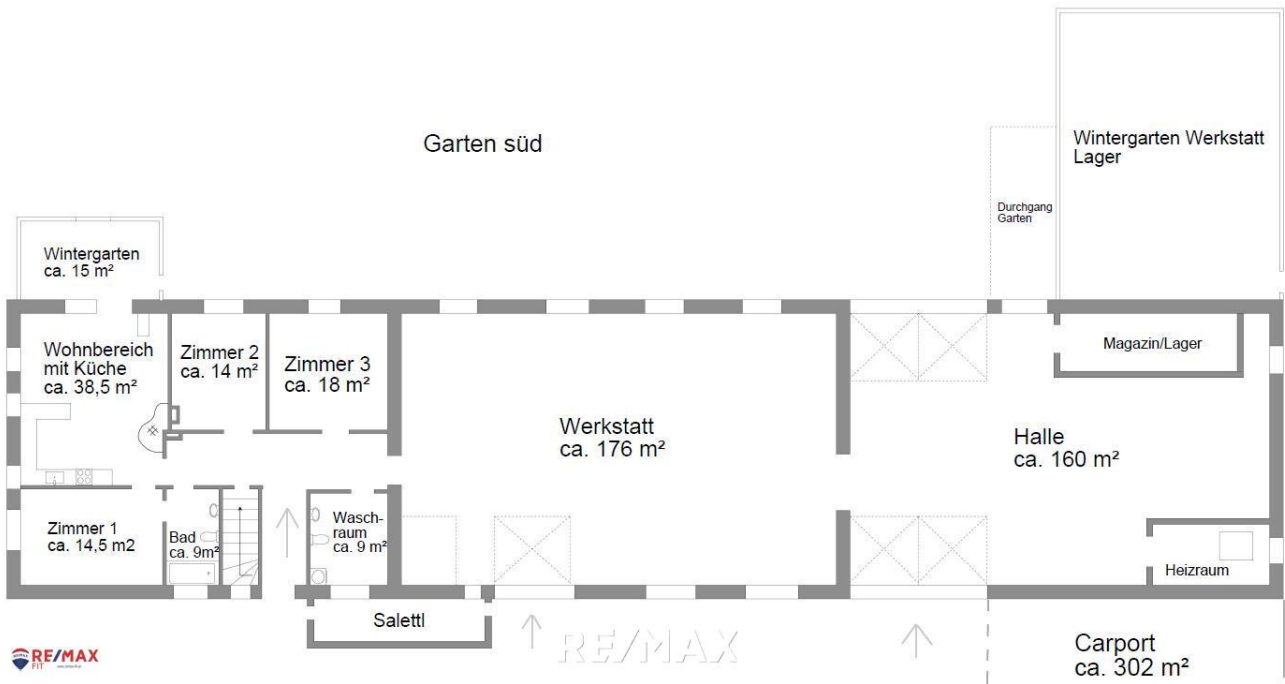 Garten süd
Wintergarten Werkstatt
Lager
Durchgang
Garten
Wintergarten
ca. 15 m²
Wohnbereich
mit Küche
ca. 38,5 m²
Zimmer 2
ca. 14 m²
Zimmer 3
ca. 18 m²
Magazin/Lager
Werkstatt
ca. 176 m²
Halle
ca. 160 m²
Zimmer 1
ca. 14,5 m2
Bad
ca. 9m²
Wasch-
raum
ca. 9 m²
Heizraum
Salettl
RE/MAX
Carport
ca. 302 m²
RE/MAX
FIT